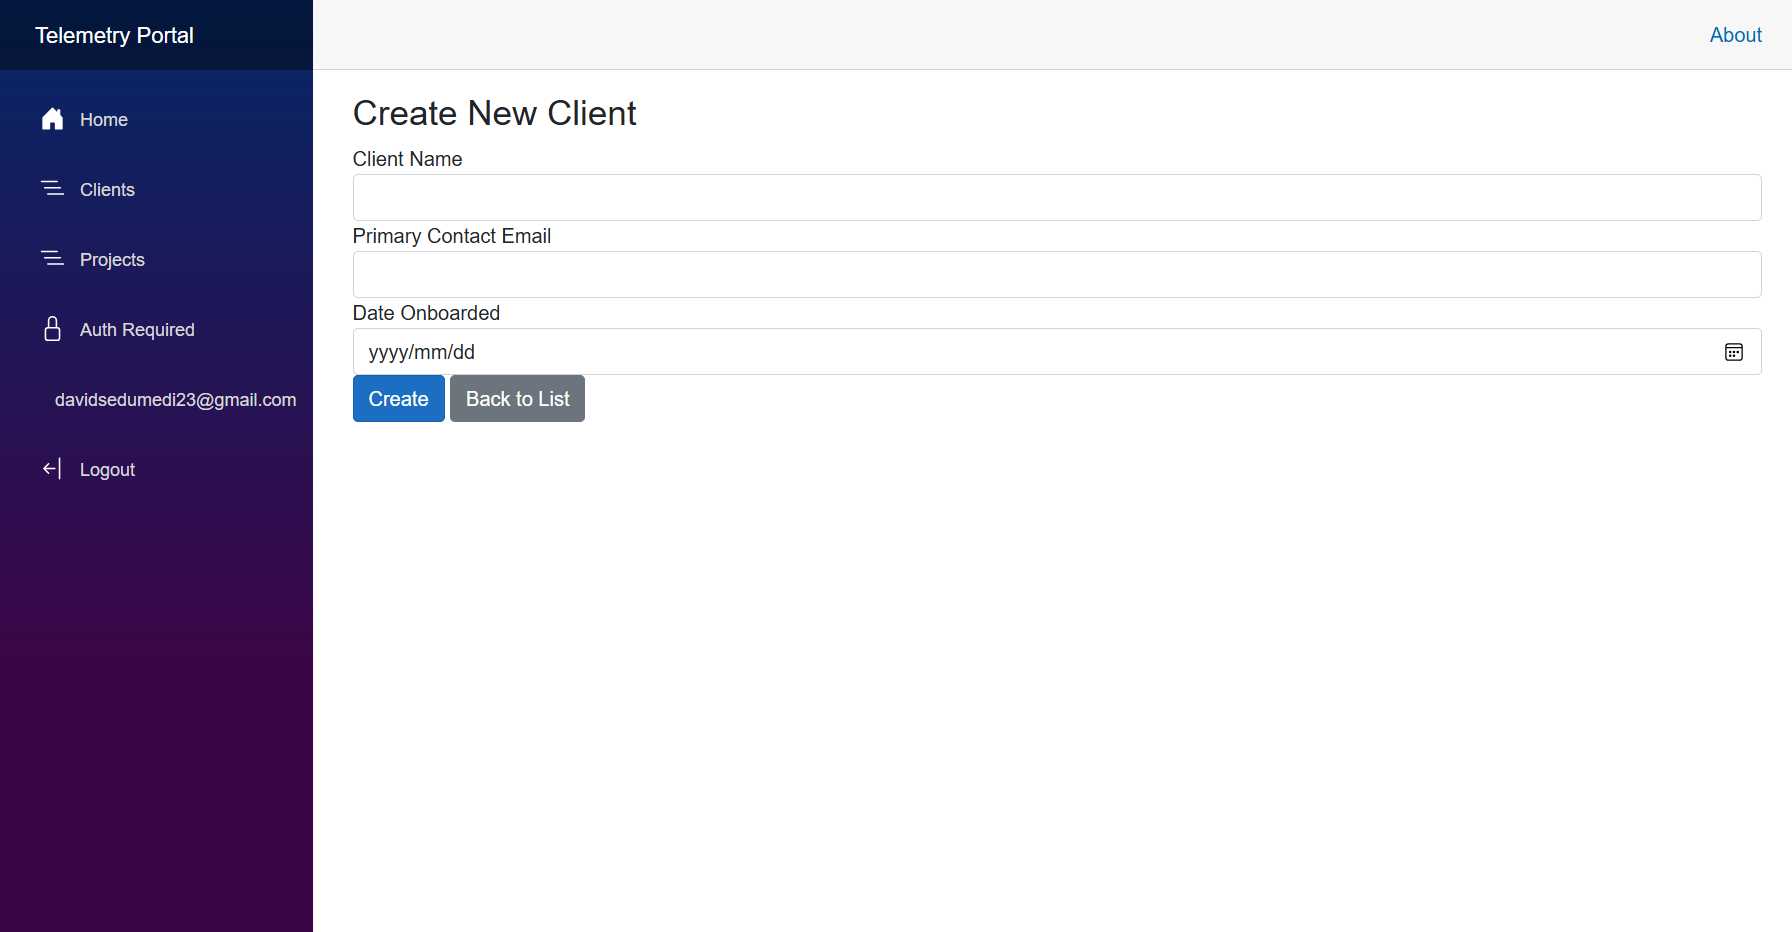 Telemetry Portal
About
Home
Clients
Projects
Auth Required
davidsedumedi23@gmail.com
Logout
Create New Client
Client Name
Primary Contact Email
Date Onboarded
yyyy/mm/dd
Create
Back to List